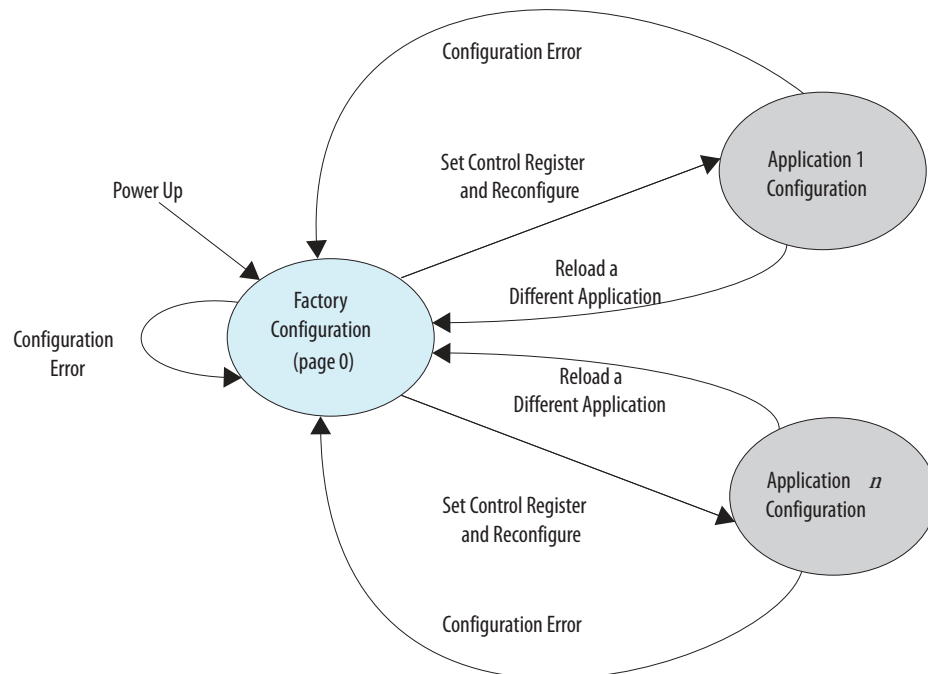 Configuration Error
Application 1
Configuration
Set Control Register
and Reconfigure
Power Up
Reload a
Different Application
Factory
Configuration
(page 0)
Configuration
Error
Reload a
Different Application
Application n
Configuration
Set Control Register
and Reconfigure
Configuration Error